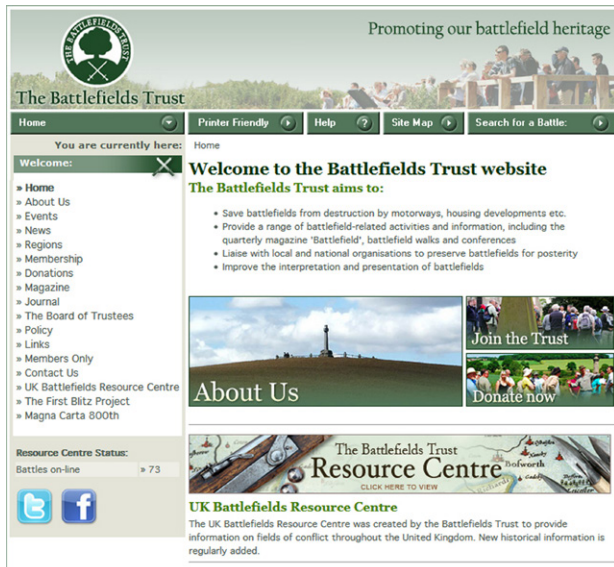 THE BATTLEFIELDS TRUST
Promoting our battlefield heritage
The Battlefields Trust
Home
Printer Friendly
Help
?
Site Map
Search for a Battle:
You are currently here:
Home
Welcome:
» Home
» About Us
» Events
» News
» Regions
» Membership
» Donations
» Magazine
» Journal
» The Board of Trustees
» Policy
» Links
» Members Only
» Contact Us
» UK Battlefields Resource Centre
» The First Blitz Project
» Magna Carta 800th
Resource Centre Status:
Battles on-line » 73
t f
Welcome to the Battlefields Trust website
The Battlefields Trust aims to:
• Save battlefields from destruction by motorways, housing developments etc.
• Provide a range of battlefield-related activities and information, including the
quarterly magazine 'Battlefield', battlefield walks and conferences
• Liaise with local and national organisations to preserve battlefields for posterity
• Improve the interpretation and presentation of battlefields
About Us
Join the Trust
Donate now
The Battlefields Trust
Resource Centre
CLICK HERE TO VIEW
UK Battlefields Resource Centre
The UK Battlefields Resource Centre was created by the Battlefields Trust to provide
information on fields of conflict throughout the United Kingdom. New historical information is
regularly added.